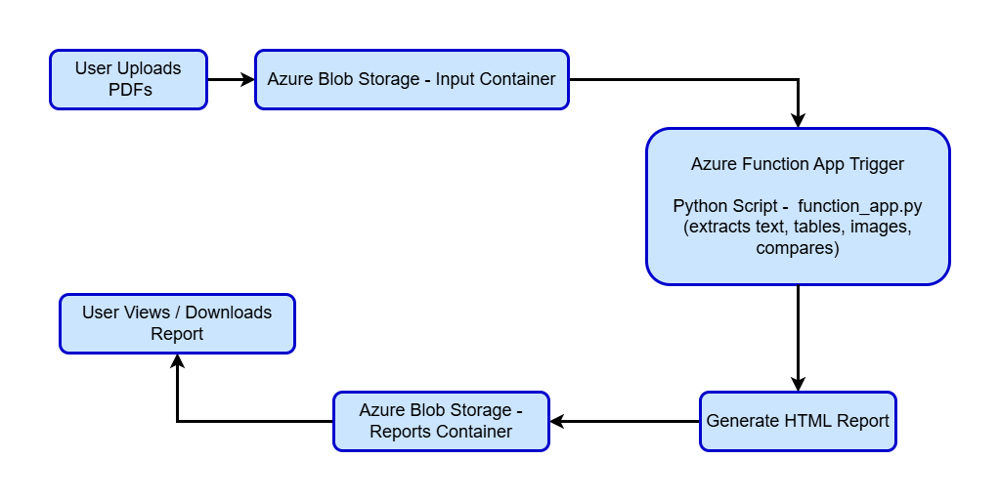 User Uploads
PDFs
Azure Blob Storage - Input Container
Azure Function App Trigger
Python Script -  function_app.py
(extracts text, tables, images,
compares)
User Views / Downloads
Report
Azure Blob Storage -
Reports Container
Generate HTML Report